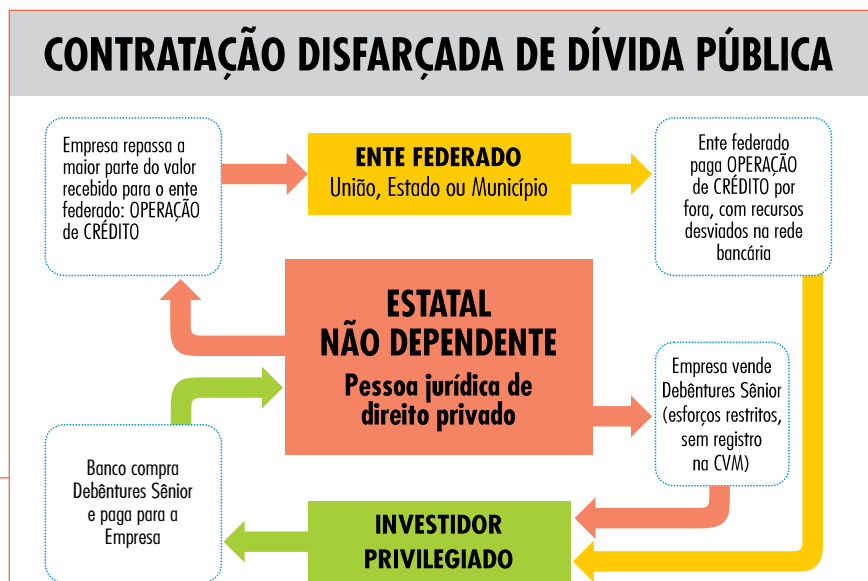 CONTRATAÇÃO DISFARÇADA DE DÍVIDA PÚBLICA
Empresa repassa a
maior parte do valor
recebido para o ente
federado: OPERAÇÃO
de CRÉDITO
ENTE FEDERADO
União, Estado ou Município
Ente federado
paga OPERAÇÃO
de CRÉDITO por
fora, com recursos
desviados na rede
bancária
ESTATAL
NÃO DEPENDENTE
Pessoa jurídica de
direito privado
Empresa vende
Debêntures Sênior
(esforços restritos,
sem registro
na CVM)
Banco compra
Debêntures Sênior
e paga para a
Empresa
INVESTIDOR
PRIVILEGIADO